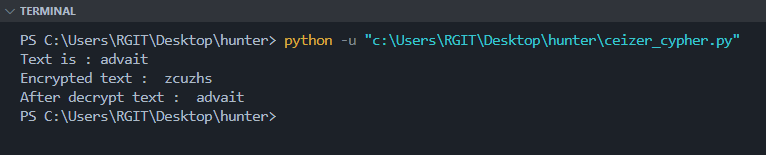 TERMINAL
PS C:\Users\RGIT\Desktop\hunter> python -u "c:\Users\RGIT\Desktop\hunter\ceizer_cypher.py"
Text is : advait
Encrypted text :  zcuzhs
After decrypt text :  advait
PS C:\Users\RGIT\Desktop\hunter>